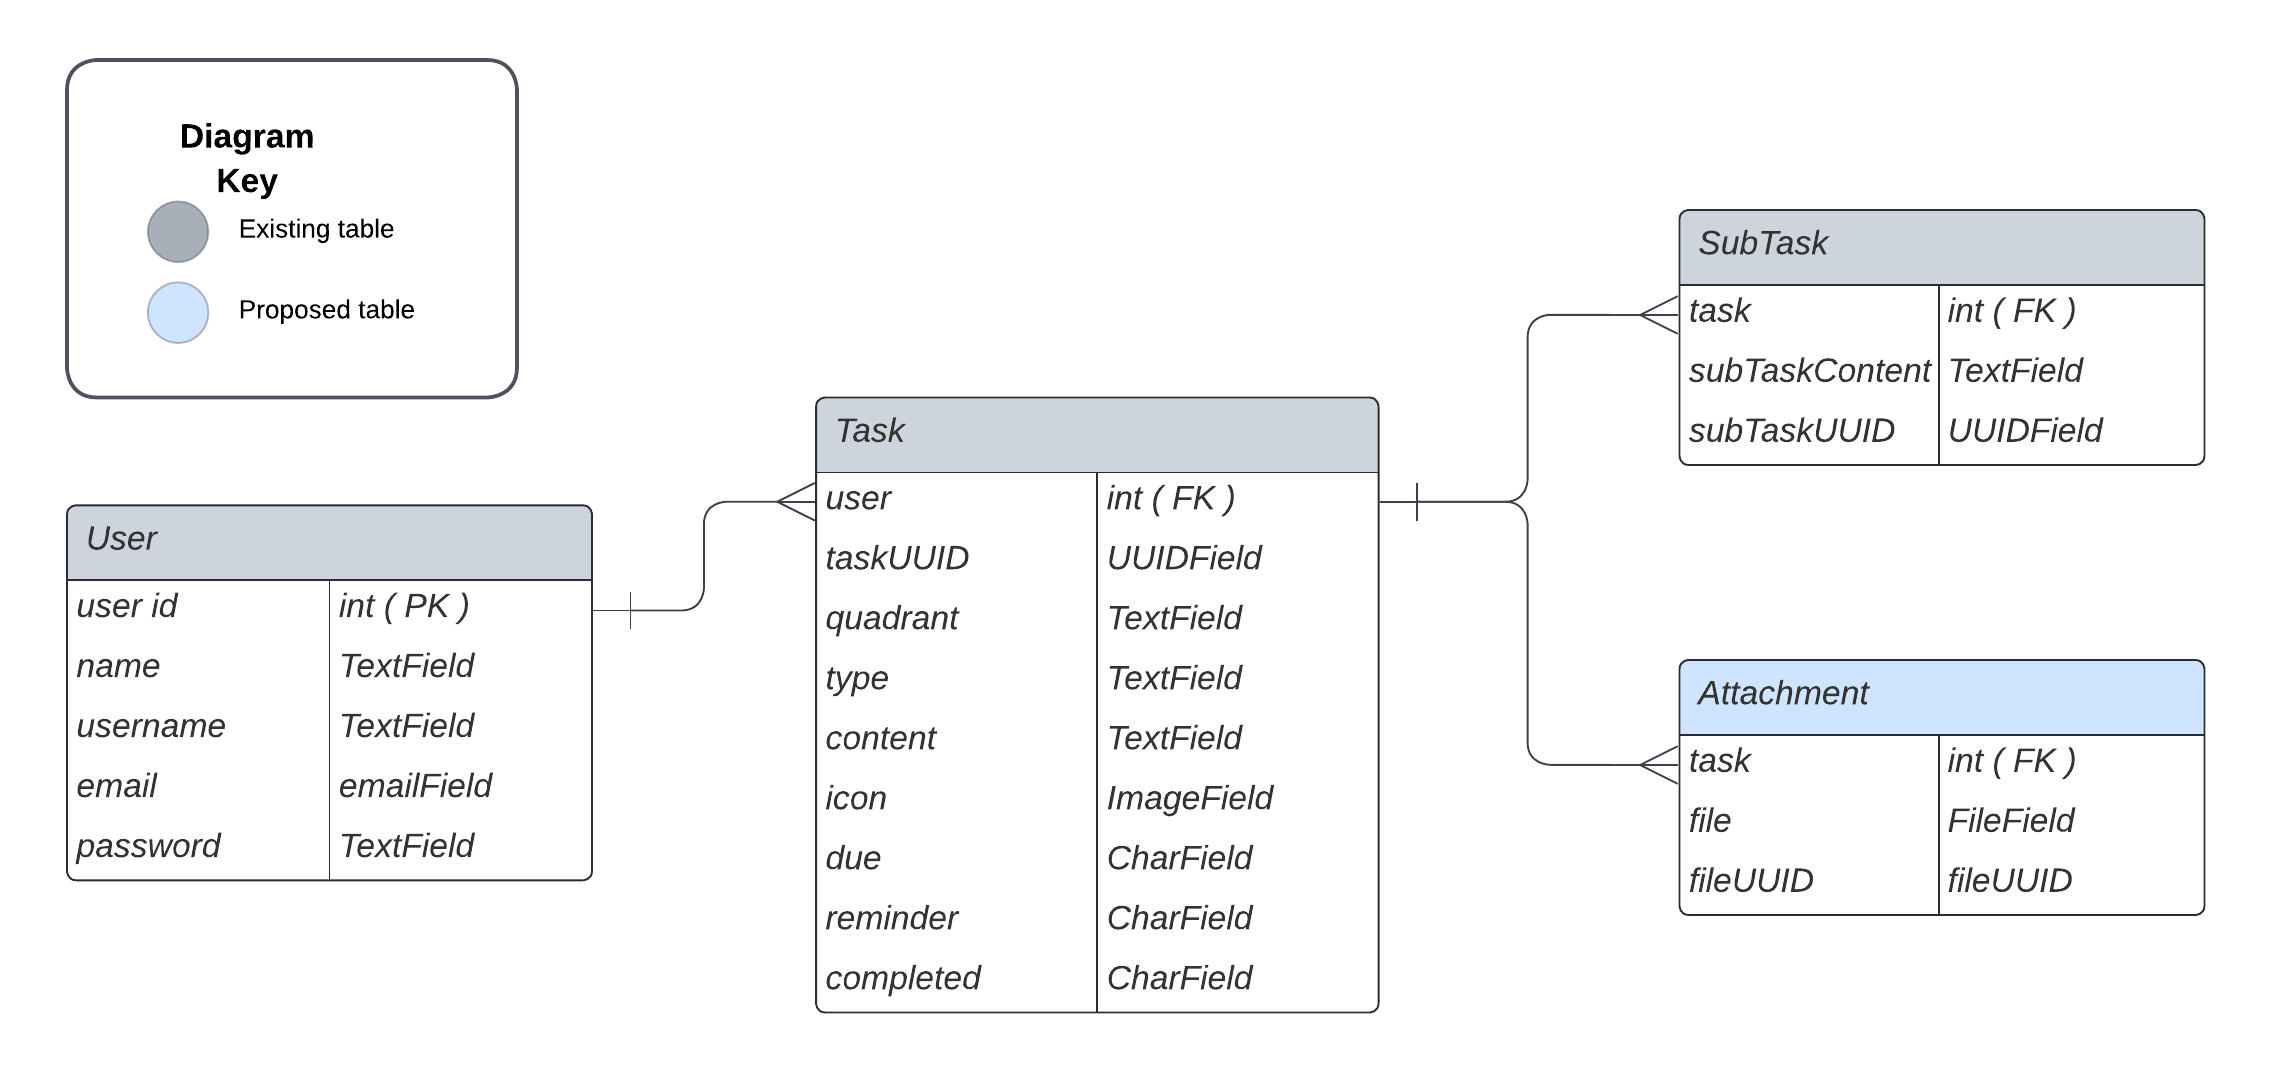 Diagram
Key
Existing table
Proposed table
User
user id int ( PK )
name TextField
username TextField
email emailField
password TextField
Task
user int ( FK )
taskUUID UUIDField
quadrant TextField
type TextField
content TextField
icon ImageField
due CharField
reminder CharField
completed CharField
SubTask
task int ( FK )
subTaskContent TextField
subTaskUUID UUIDField
Attachment
task int ( FK )
file FileField
fileUUID fileUUID